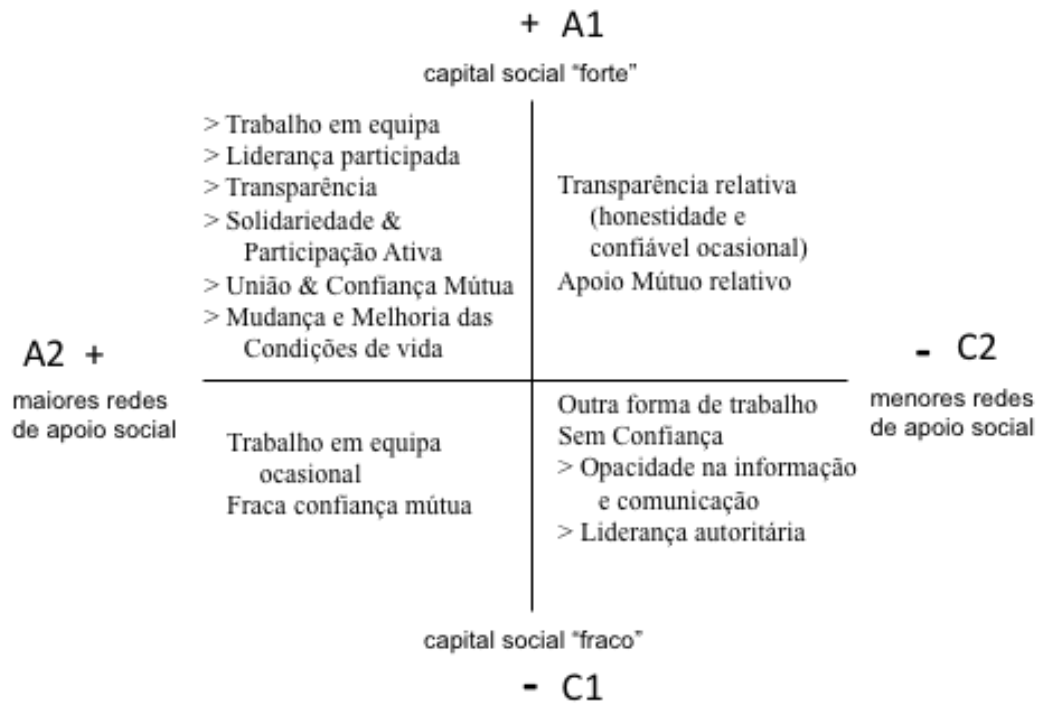 + A1
capital social "forte"
> Trabalho em equipa
> Liderança participada
> Transparência
> Solidariedade &
Participação Ativa
> União & Confiança Mútua
> Mudança e Melhoria das
Condições de vida
Transparência relativa
(honestidade e
confiável ocasional)
Apoio Mútuo relativo
A2 +
maiores redes
de apoio social
- C2
menores redes
de apoio social
Trabalho em equipa
ocasional
Fraca confiança mútua
Outra forma de trabalho
Sem Confiança
> Opacidade na informação
e comunicação
> Liderança autoritária
capital social "fraco"
- C1